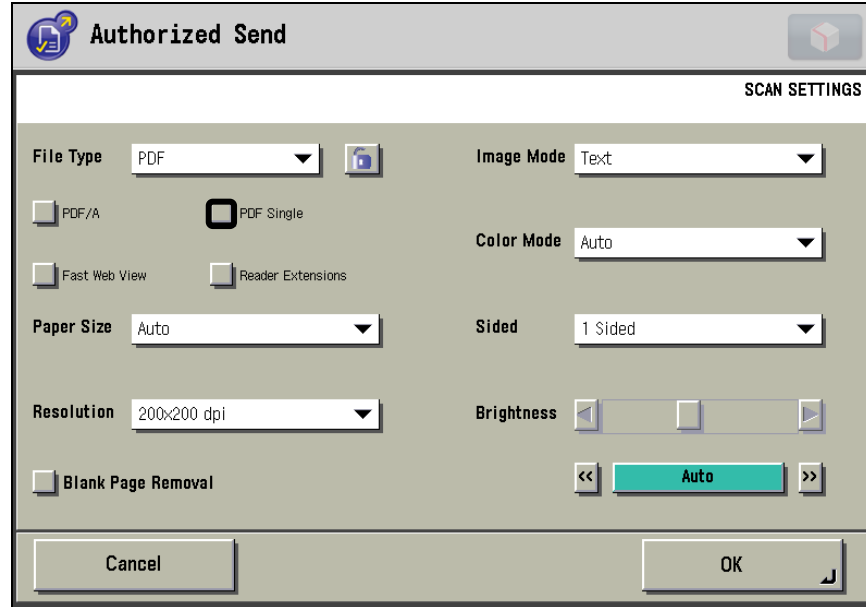 Authorized Send
SCAN SETTINGS
File Type PDF
PDF/A PDF Single
Fast Web View Reader Extensions
Paper Size Auto
Resolution 200x200 dpi
Blank Page Removal
Image Mode Text
Color Mode Auto
Sided 1 Sided
Brightness
<< Auto >>
Cancel OK